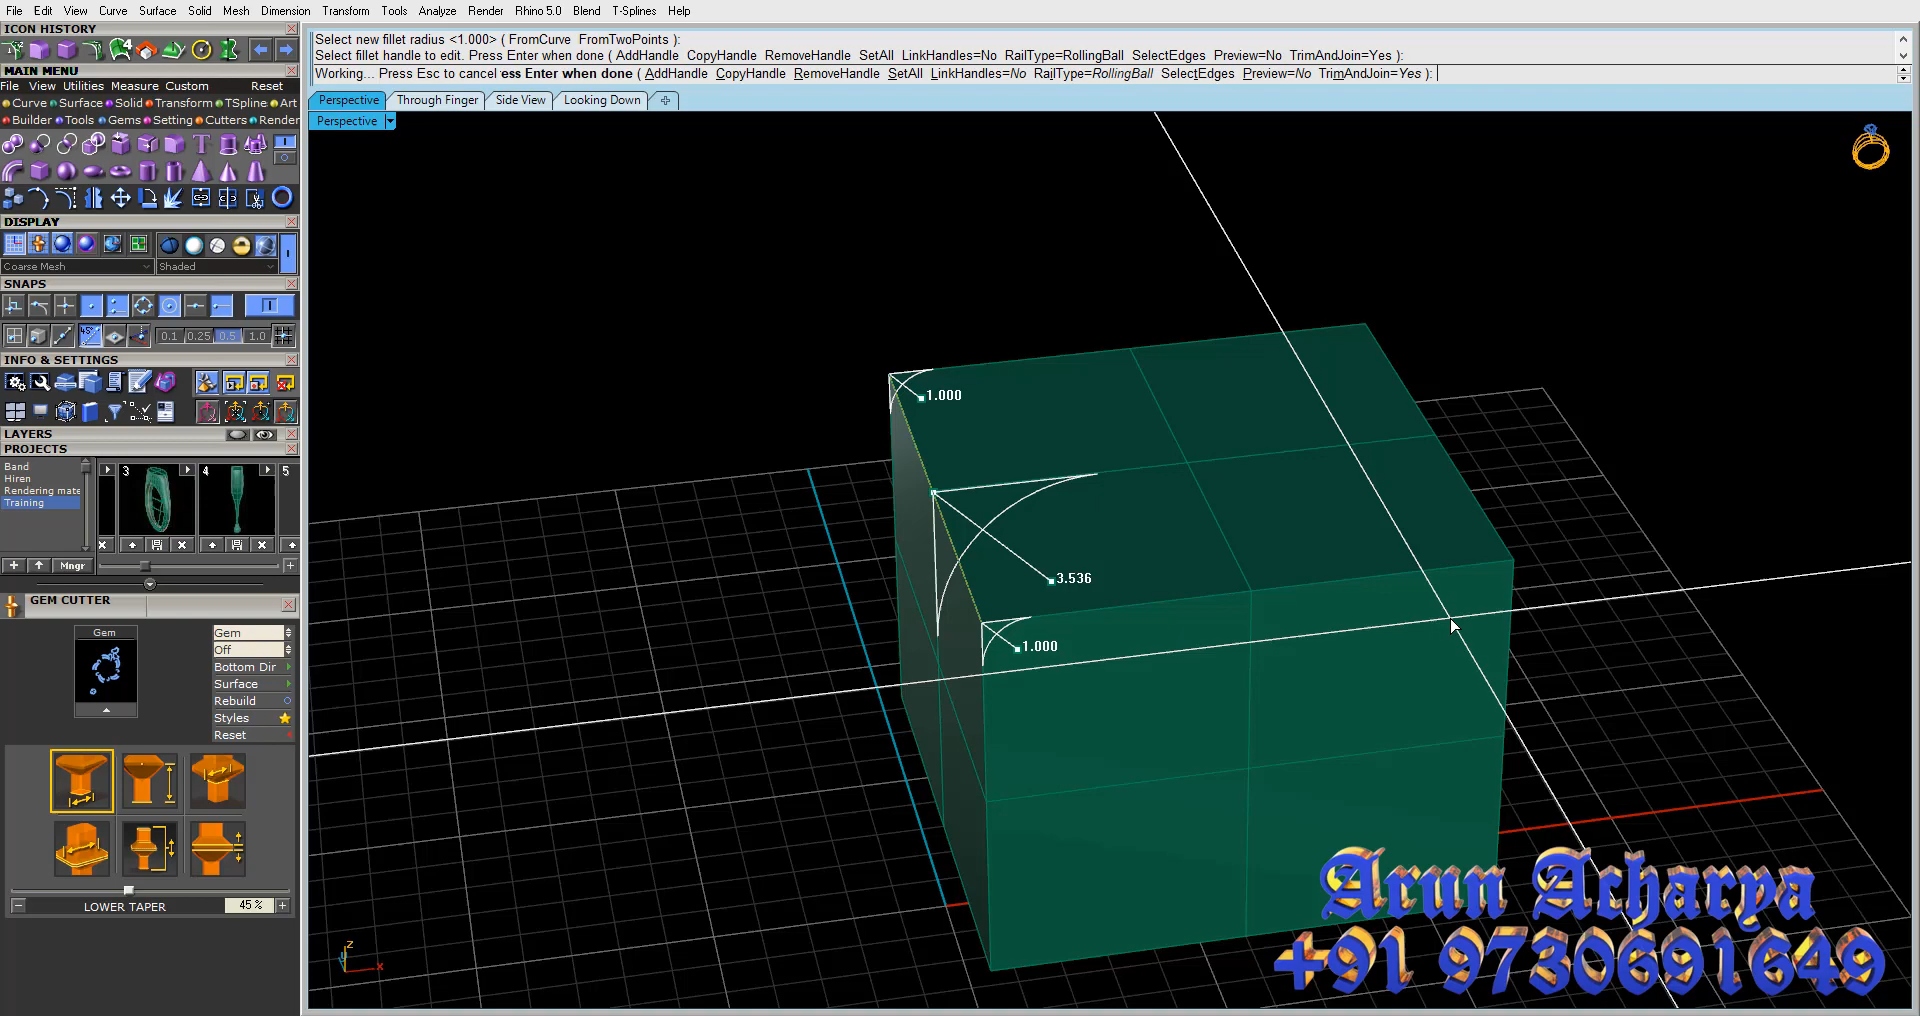 File Edit View Curve Surface Solid Mesh Dimension Transform Tools Analyze Render Rhino 5.0 Blend T-Splines Help
ICON HISTORY
MAIN MENU
File View Utilities Measure Custom Reset
Curve Surface Solid Transform TSpline Art
Builder Tools Gems Setting Cutters Render
DISPLAY
Coarse Mesh Shaded
SNAPS
45°
0.1 0.25 0.5 1.0
INFO & SETTINGS
LAYERS
PROJECTS
Band
Hiren
Rendering mate
Training
3 4 5
Mngr
GEM CUTTER
Gem
Gem
Off
Bottom Dir
Surface
Rebuild
Styles
Reset
LOWER TAPER 45 %
Select new fillet radius <1.000> ( FromCurve FromTwoPoints ):
Select fillet handle to edit. Press Enter when done ( AddHandle CopyHandle RemoveHandle SetAll LinkHandles=No RailType=RollingBall SelectEdges Preview=No TrimAndJoin=Yes ):
Working... Press Esc to cancel ess Enter when done ( AddHandle CopyHandle RemoveHandle SetAll LinkHandles=No RailType=RollingBall SelectEdges Preview=No TrimAndJoin=Yes ):
Perspective Through Finger Side View Looking Down
Perspective
1.000
3.536
1.000
z
x
Arun Acharya
+91 9730691649